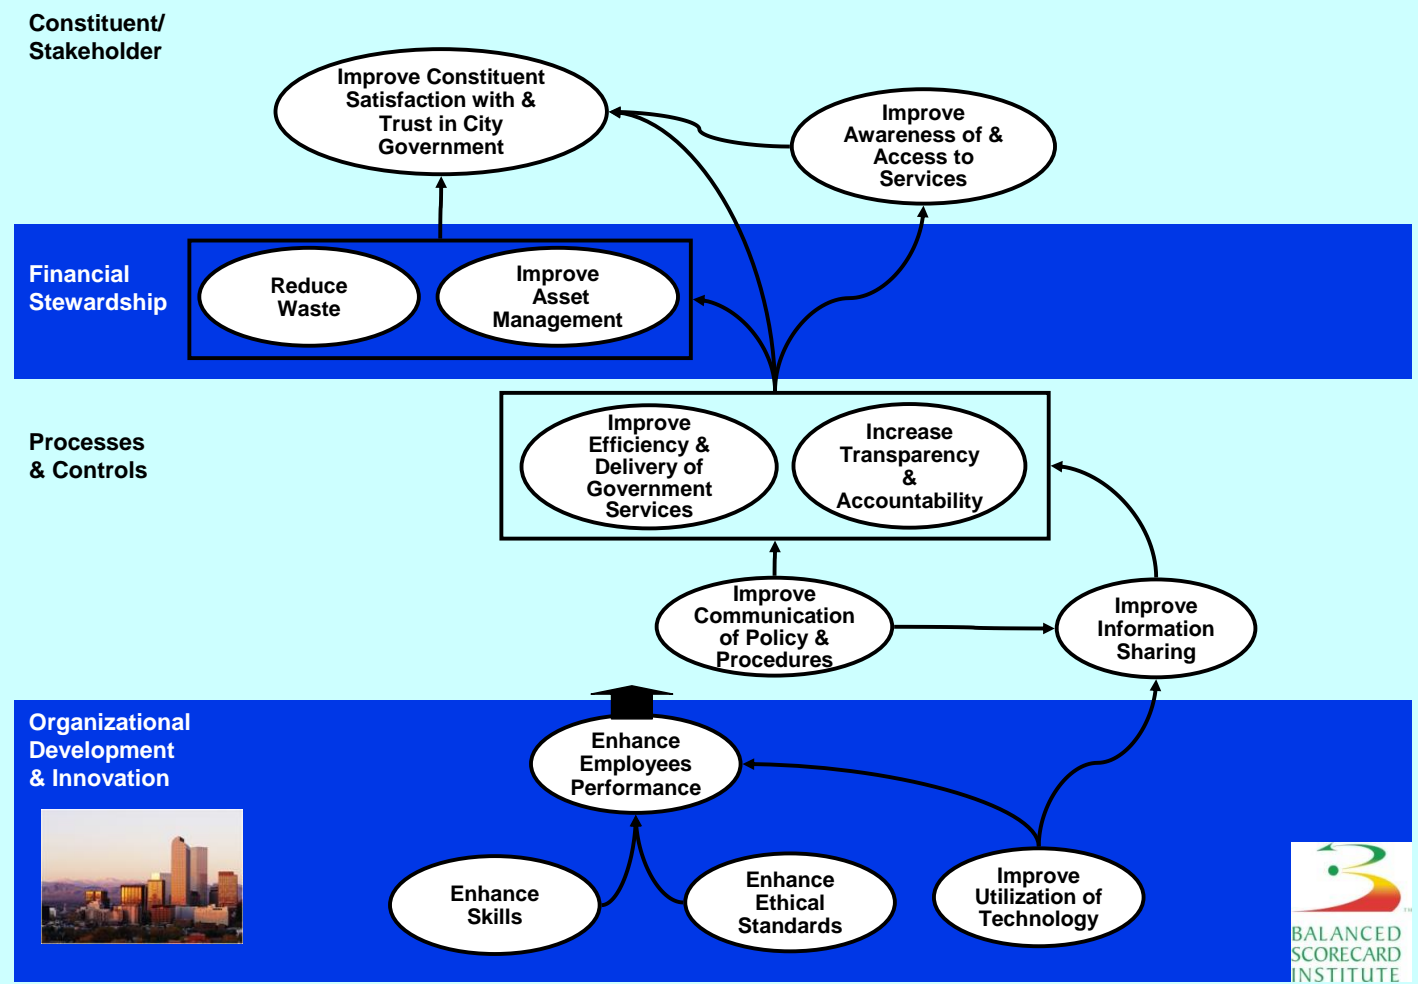 Constituent/
Stakeholder
Improve Constituent
Satisfaction with &
Trust in City
Government
Improve
Awareness of &
Access to
Services
Financial
Stewardship
Reduce
Waste
Improve
Asset
Management
Processes
& Controls
Improve
Efficiency &
Delivery of
Government
Services
Increase
Transparency
&
Accountability
Improve
Communication
of Policy &
Procedures
Improve
Information
Sharing
Organizational
Development
& Innovation
Enhance
Employees
Performance
Enhance
Skills
Enhance
Ethical
Standards
Improve
Utilization of
Technology
TM
BALANCED
SCORECARD
INSTITUTE